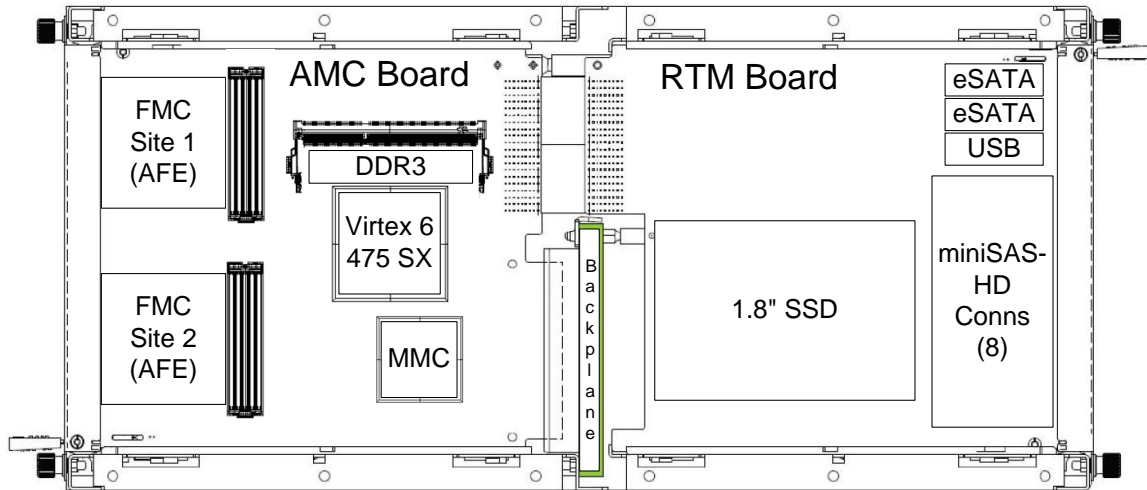 AMC Board
RTM Board
FMC
Site 1
(AFE)
DDR3
Virtex 6
475 SX
FMC
Site 2
(AFE)
MMC
Backplane
1.8" SSD
eSATA
eSATA
USB
miniSAS-
HD
Conns
(8)